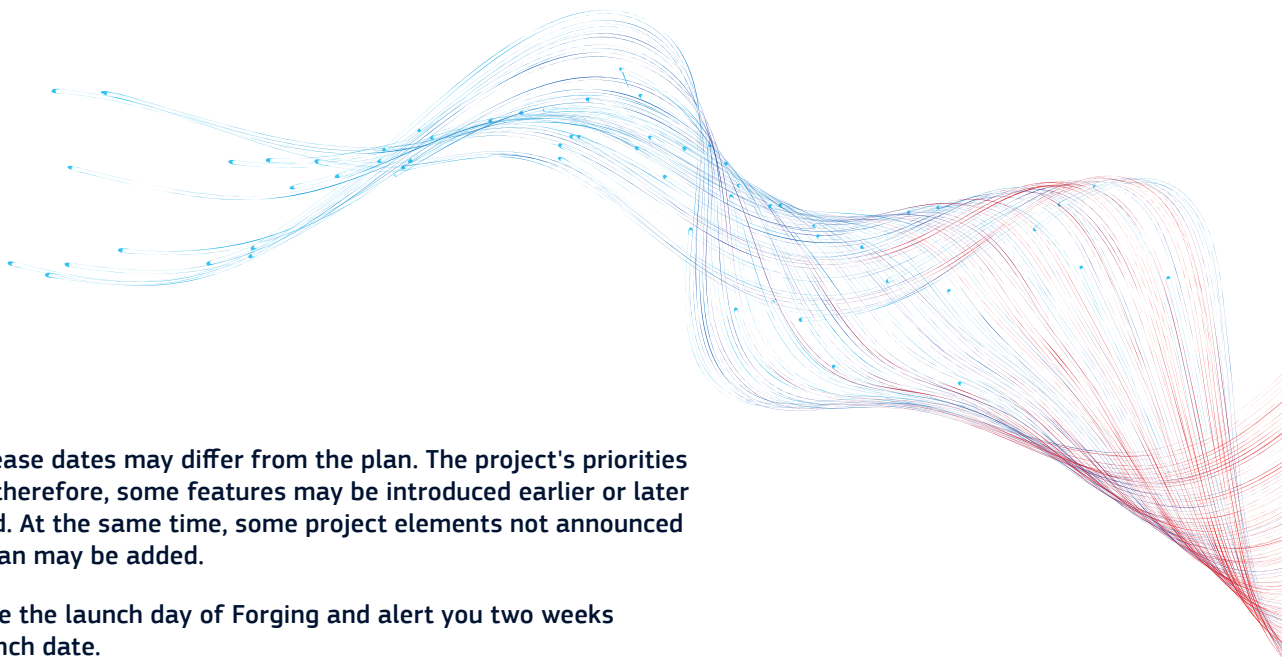 ease dates may differ from the plan. The project's priorities
therefore, some features may be introduced earlier or later
d. At the same time, some project elements not announced
an may be added.
e the launch day of Forging and alert you two weeks
nch date.